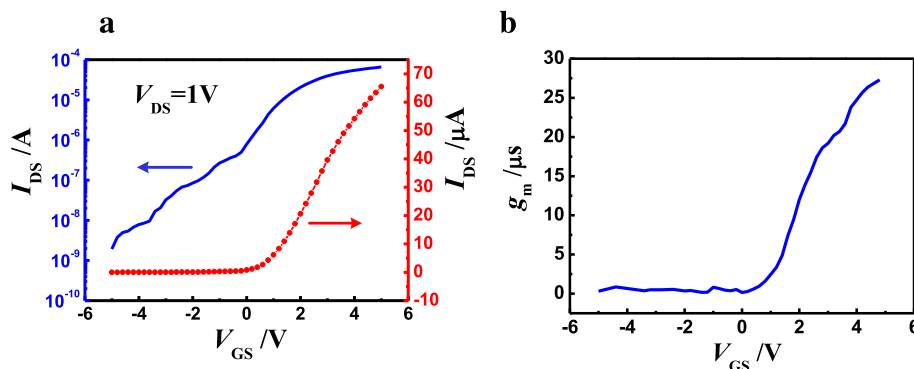 a
10⁻⁴
10⁻⁵
10⁻⁶
10⁻⁷
10⁻⁸
10⁻⁹
10⁻¹⁰
I_DS /A
V_DS=1V
70
60
50
40
30
20
10
0
-10
I_DS /μA
-6 -4 -2 0 2 4 6
V_GS /V
b
30
25
20
15
10
5
0
g_m /μs
-6 -4 -2 0 2 4 6
V_GS /V